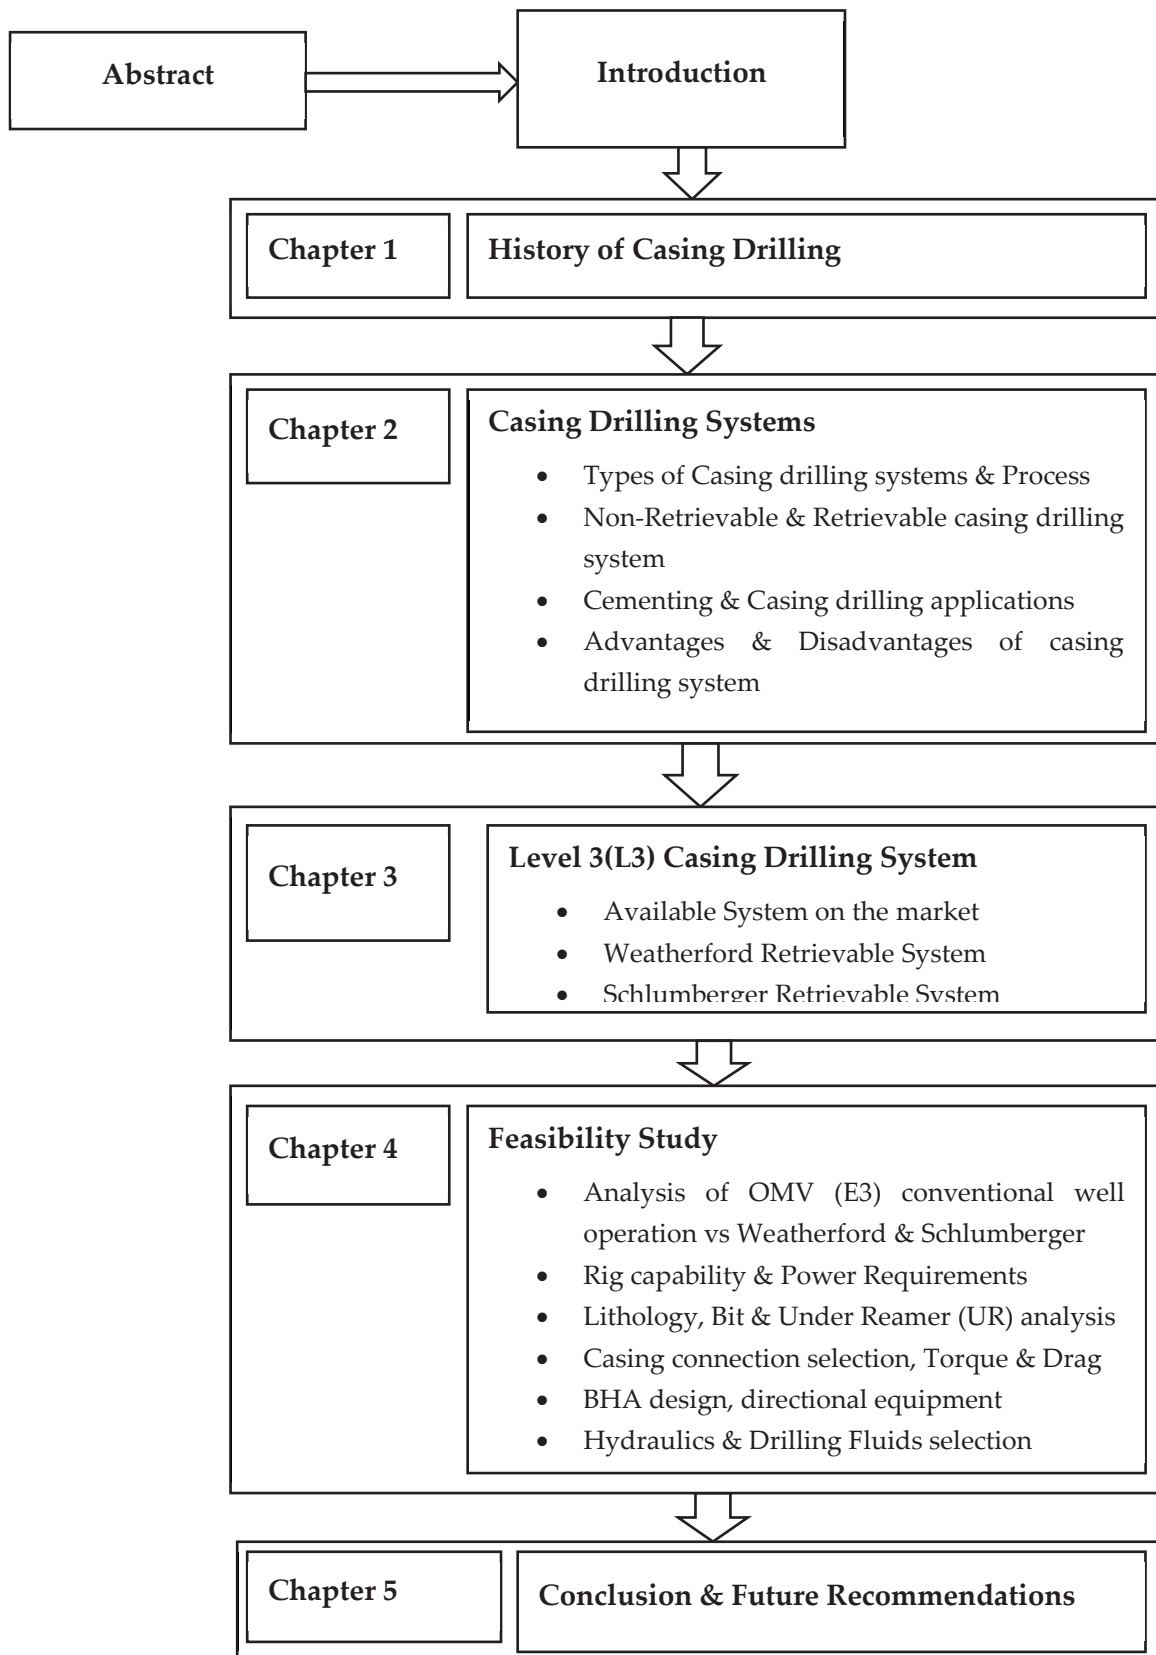 Abstract
Introduction
Chapter 1
History of Casing Drilling
Chapter 2
Casing Drilling Systems
• Types of Casing drilling systems & Process
• Non-Retrievable & Retrievable casing drilling
system
• Cementing & Casing drilling applications
• Advantages & Disadvantages of casing
drilling system
Chapter 3
Level 3(L3) Casing Drilling System
• Available System on the market
• Weatherford Retrievable System
• Schlumberger Retrievable System
Chapter 4
Feasibility Study
• Analysis of OMV (E3) conventional well
operation vs Weatherford & Schlumberger
• Rig capability & Power Requirements
• Lithology, Bit & Under Reamer (UR) analysis
• Casing connection selection, Torque & Drag
• BHA design, directional equipment
• Hydraulics & Drilling Fluids selection
Chapter 5
Conclusion & Future Recommendations